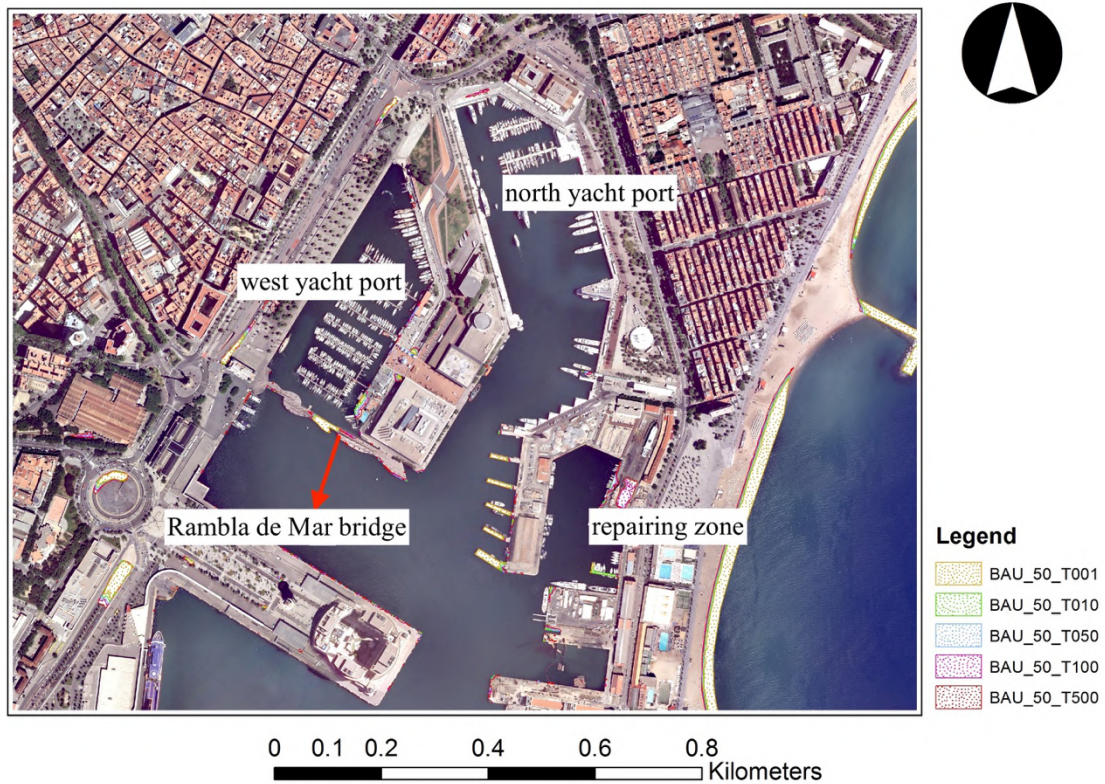 north yacht port
west yacht port
Rambla de Mar bridge
repairing zone
Legend
BAU_50_T001
BAU_50_T010
BAU_50_T050
BAU_50_T100
BAU_50_T500
0 0.1 0.2 0.4 0.6 0.8
Kilometers